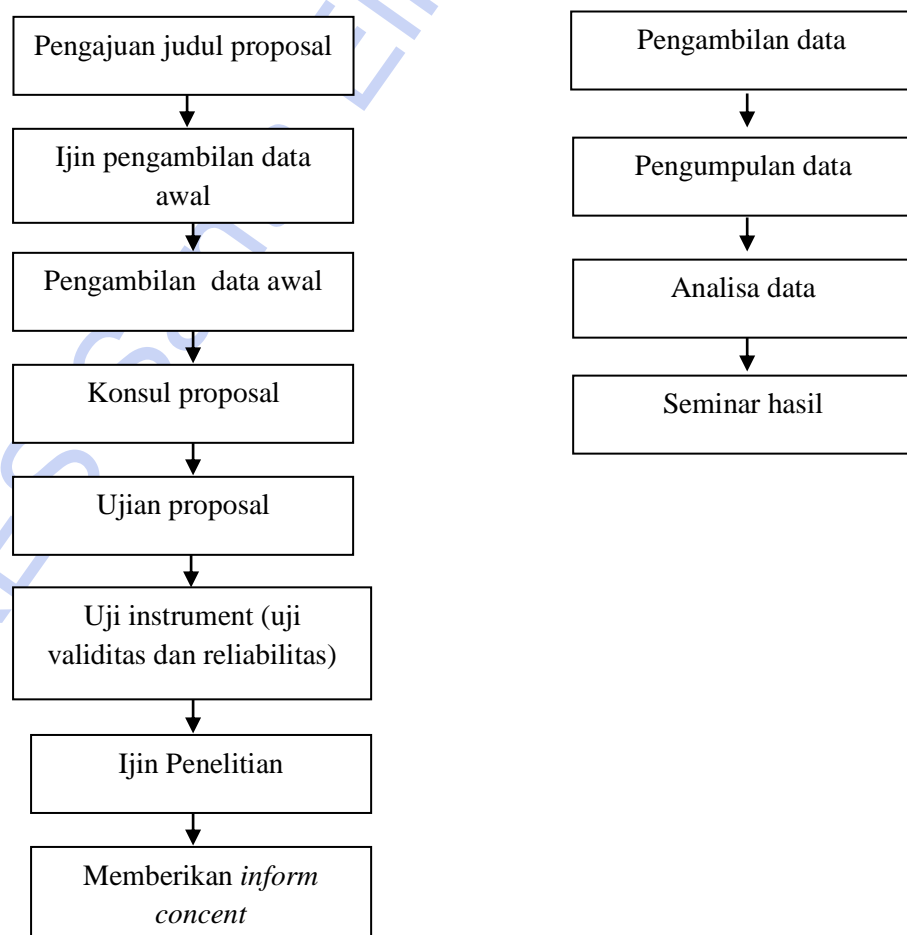 Pengajuan judul proposal
Ijin pengambilan data
awal
Pengambilan data awal
Konsul proposal
Ujian proposal
Uji instrument (uji
validitas dan reliabilitas)
Ijin Penelitian
Memberikan inform
concent
Pengambilan data
Pengumpulan data
Analisa data
Seminar hasil